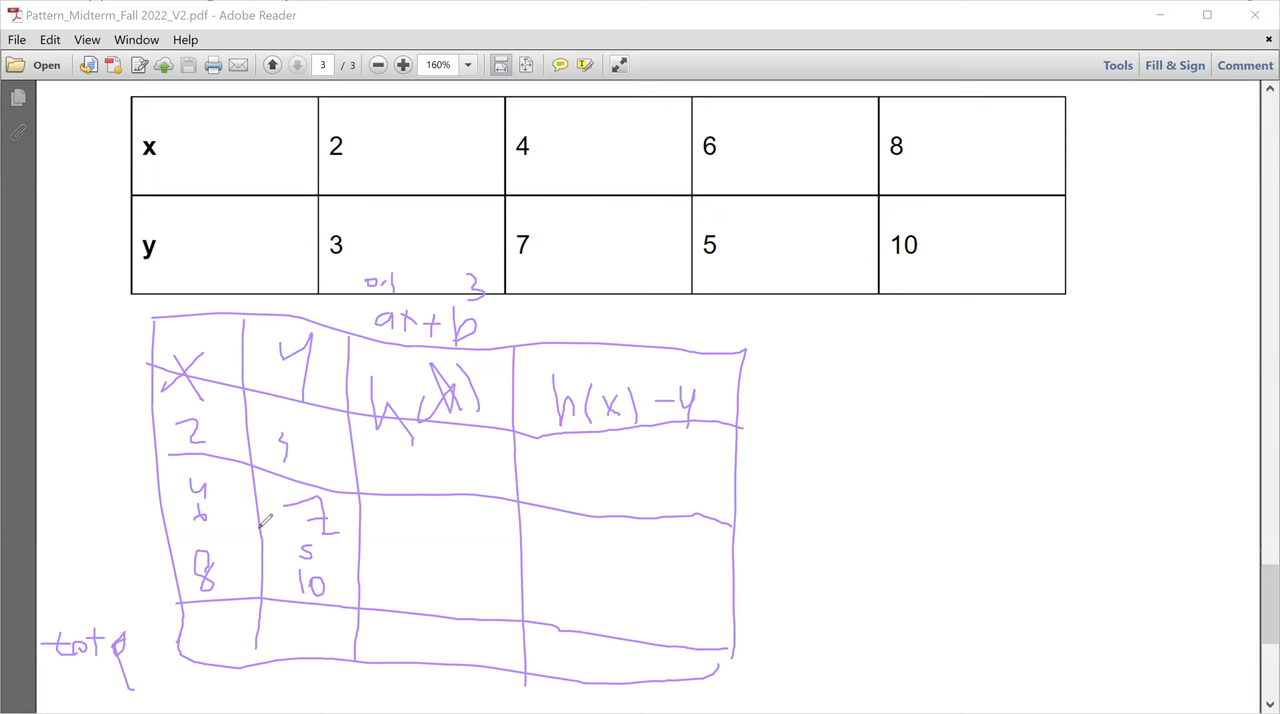 Pattern_Midterm_Fall 2022_V2.pdf - Adobe Reader
File Edit View Window Help
Open 3 / 3 160% Tools Fill & Sign Comment
x 2 4 6 8
y 3 7 5 10
0.1 3
ax + b
x y h(x) h(x) - y
2 3
4 7
6 5
8 10